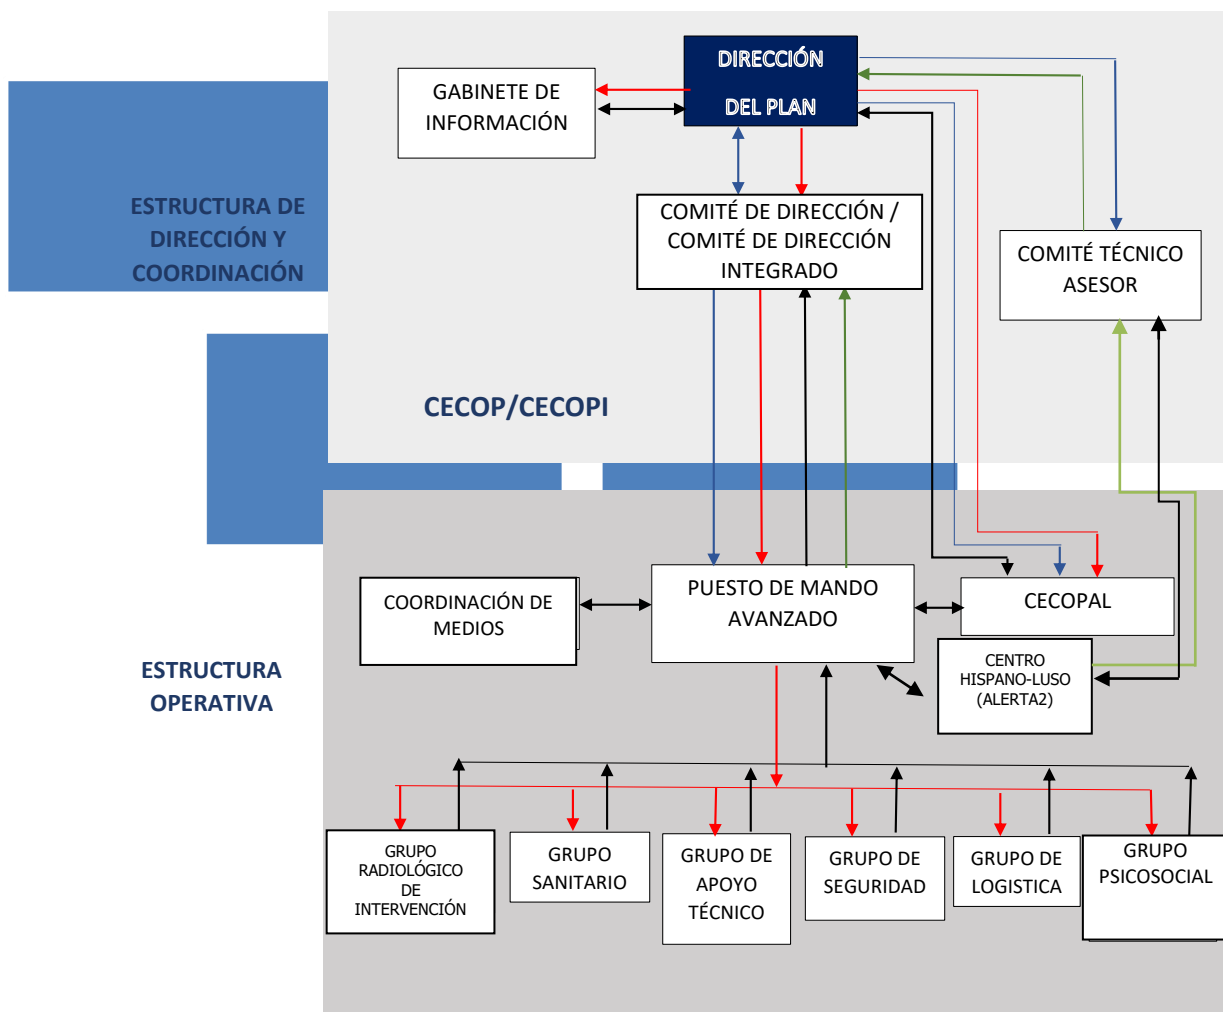 DIRECCIÓN
DEL PLAN
GABINETE DE
INFORMACIÓN
ESTRUCTURA DE
DIRECCIÓN Y
COORDINACIÓN
COMITÉ DE DIRECCIÓN /
COMITÉ DE DIRECCIÓN
INTEGRADO
COMITÉ TÉCNICO
ASESOR
CECOP/CECOPI
PUESTO DE MANDO
AVANZADO
COORDINACIÓN DE
MEDIOS
CECOPAL
CENTRO
HISPANO-LUSO
(ALERTA2)
ESTRUCTURA
OPERATIVA
GRUPO
RADIOLÓGICO
DE
INTERVENCIÓN
GRUPO
SANITARIO
GRUPO DE
APOYO
TÉCNICO
GRUPO DE
SEGURIDAD
GRUPO DE
LOGISTICA
GRUPO
PSICOSOCIAL